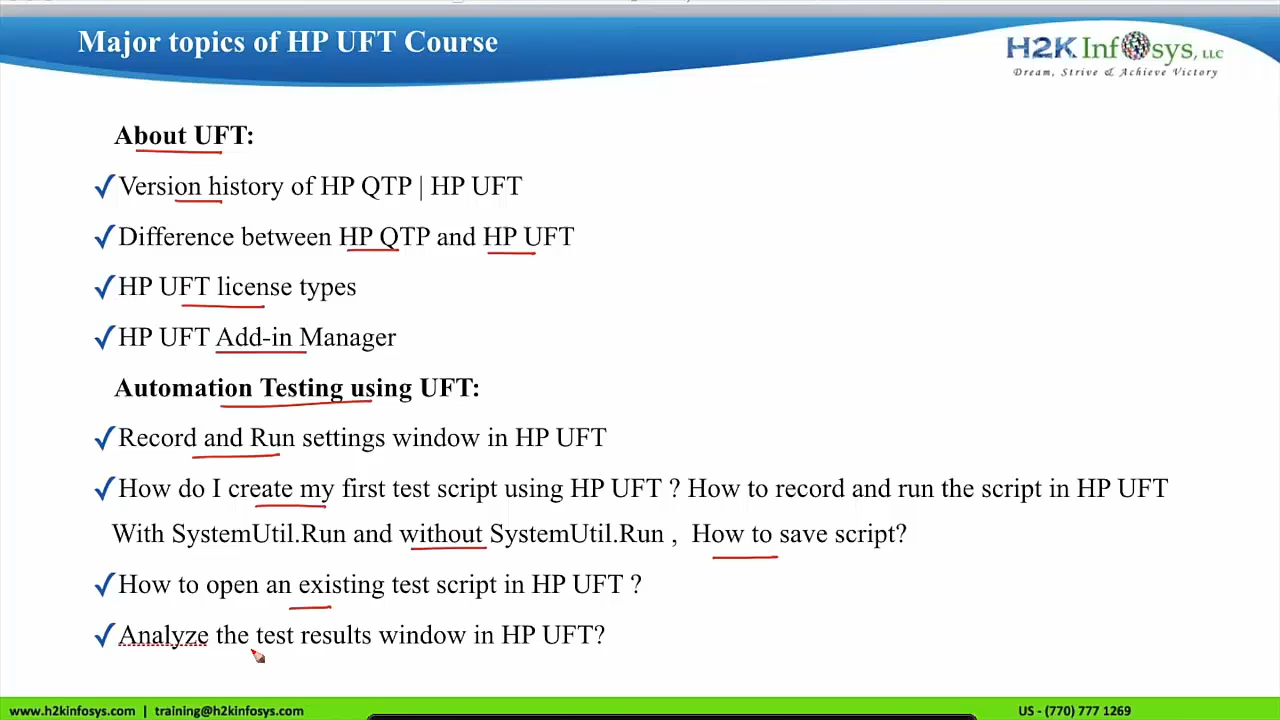 Major topics of HP UFT Course
H2K Infosys, LLC
Dream, Strive & Achieve Victory
About UFT:
Version history of HP QTP | HP UFT
Difference between HP QTP and HP UFT
HP UFT license types
HP UFT Add-in Manager
Automation Testing using UFT:
Record and Run settings window in HP UFT
How do I create my first test script using HP UFT ? How to record and run the script in HP UFT
With SystemUtil.Run and without SystemUtil.Run , How to save script?
How to open an existing test script in HP UFT ?
Analyze the test results window in HP UFT?
www.h2kinfosys.com | training@h2kinfosys.com
US - (770) 777 1269